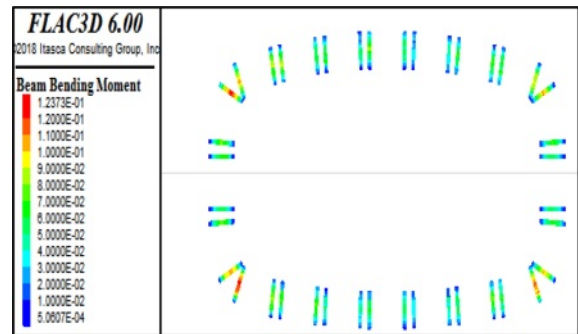 FLAC3D 6.00
©2018 Itasca Consulting Group, Inc
Beam Bending Moment
1.2373E-01
1.2000E-01
1.1000E-01
1.0000E-01
9.0000E-02
8.0000E-02
7.0000E-02
6.0000E-02
5.0000E-02
4.0000E-02
3.0000E-02
2.0000E-02
1.0000E-02
5.0607E-04